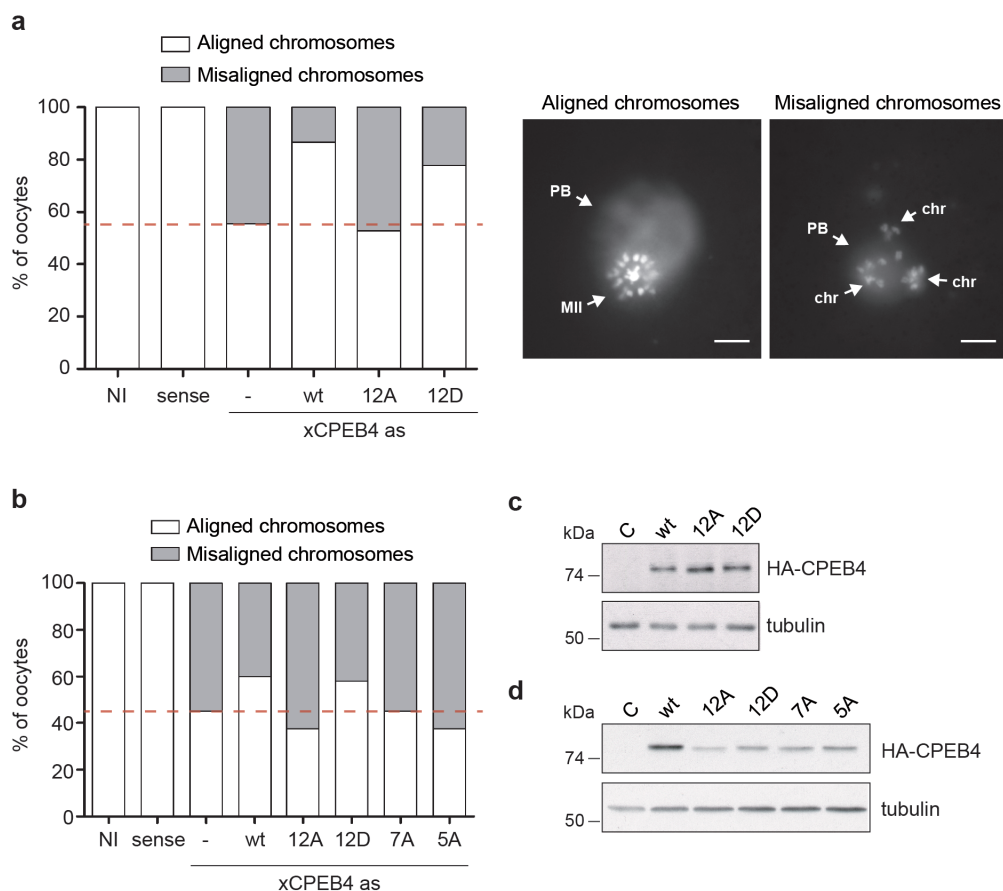 a
Aligned chromosomes
Misaligned chromosomes
100
80
60
40
20
0
% of oocytes
NI sense - wt 12A 12D
xCPEB4 as
Aligned chromosomes
PB
MII
Misaligned chromosomes
chr
PB
chr
chr
b
Aligned chromosomes
Misaligned chromosomes
100
80
60
40
20
0
% of oocytes
NI sense - wt 12A 12D 7A 5A
xCPEB4 as
c
kDa C wt 12A 12D
74 HA-CPEB4
50 tubulin
d
kDa C wt 12A 12D 7A 5A
74 HA-CPEB4
50 tubulin